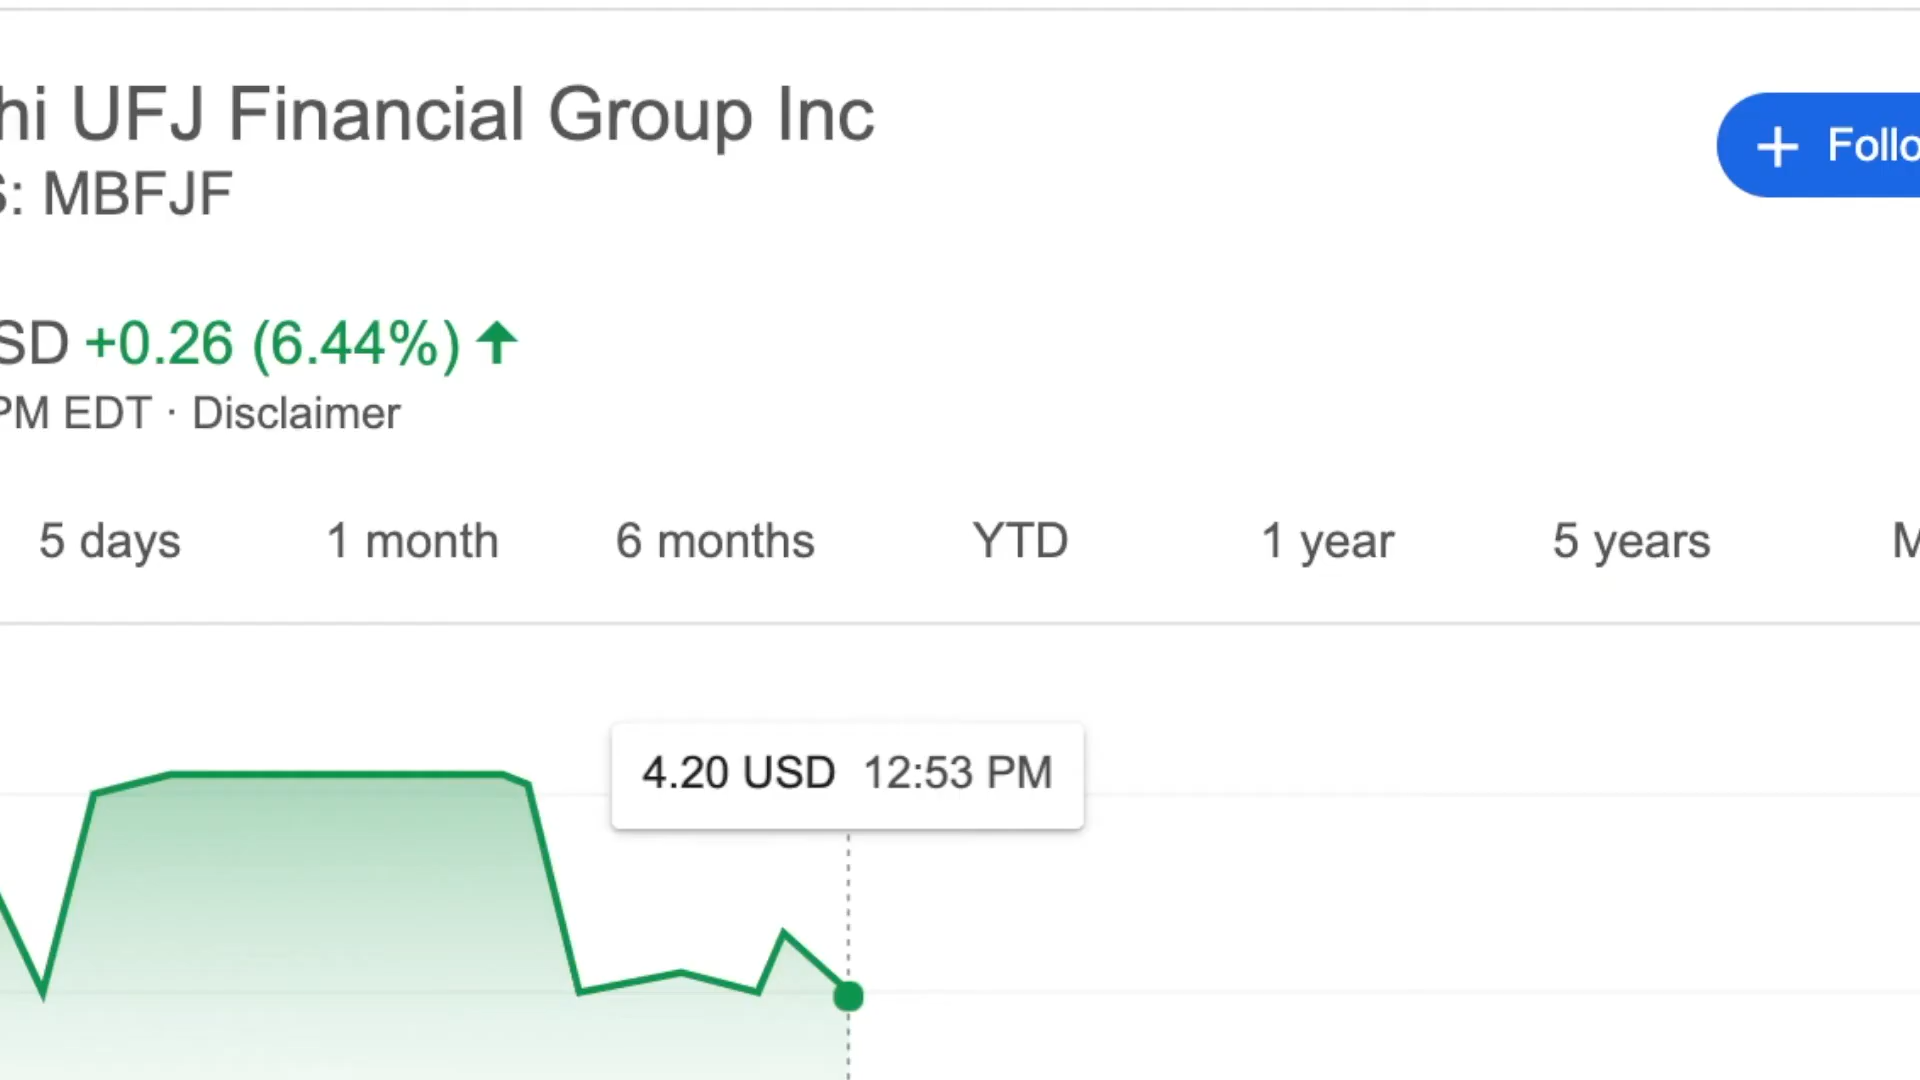 hi UFJ Financial Group Inc
S: MBFJF
+ Follo
SD +0.26 (6.44%)
PM EDT · Disclaimer
5 days 1 month 6 months YTD 1 year 5 years M
4.20 USD 12:53 PM